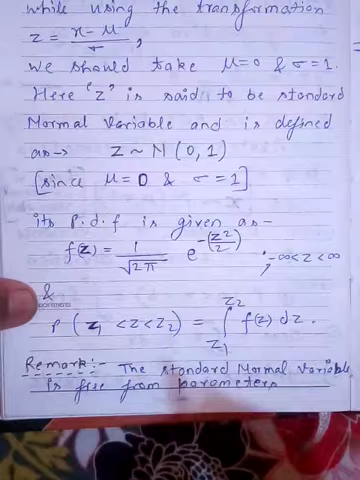 while using the transformation
z = (x - μ)/σ,
we should take μ=0 & σ=1.
Here 'z' is said to be standard
Normal Variable and is defined
as→ Z ~ N (0, 1)
[since μ = 0 & σ = 1]
its P.d.f is given as -
f(z) = 1/√2π e^-(z²/2) , -∞<z<∞
&
P (z₁ <z<z₂) = ∫_{z₁}^{z₂} f(z) dz.
Remark:- The standard Normal Variable
is free from parameters